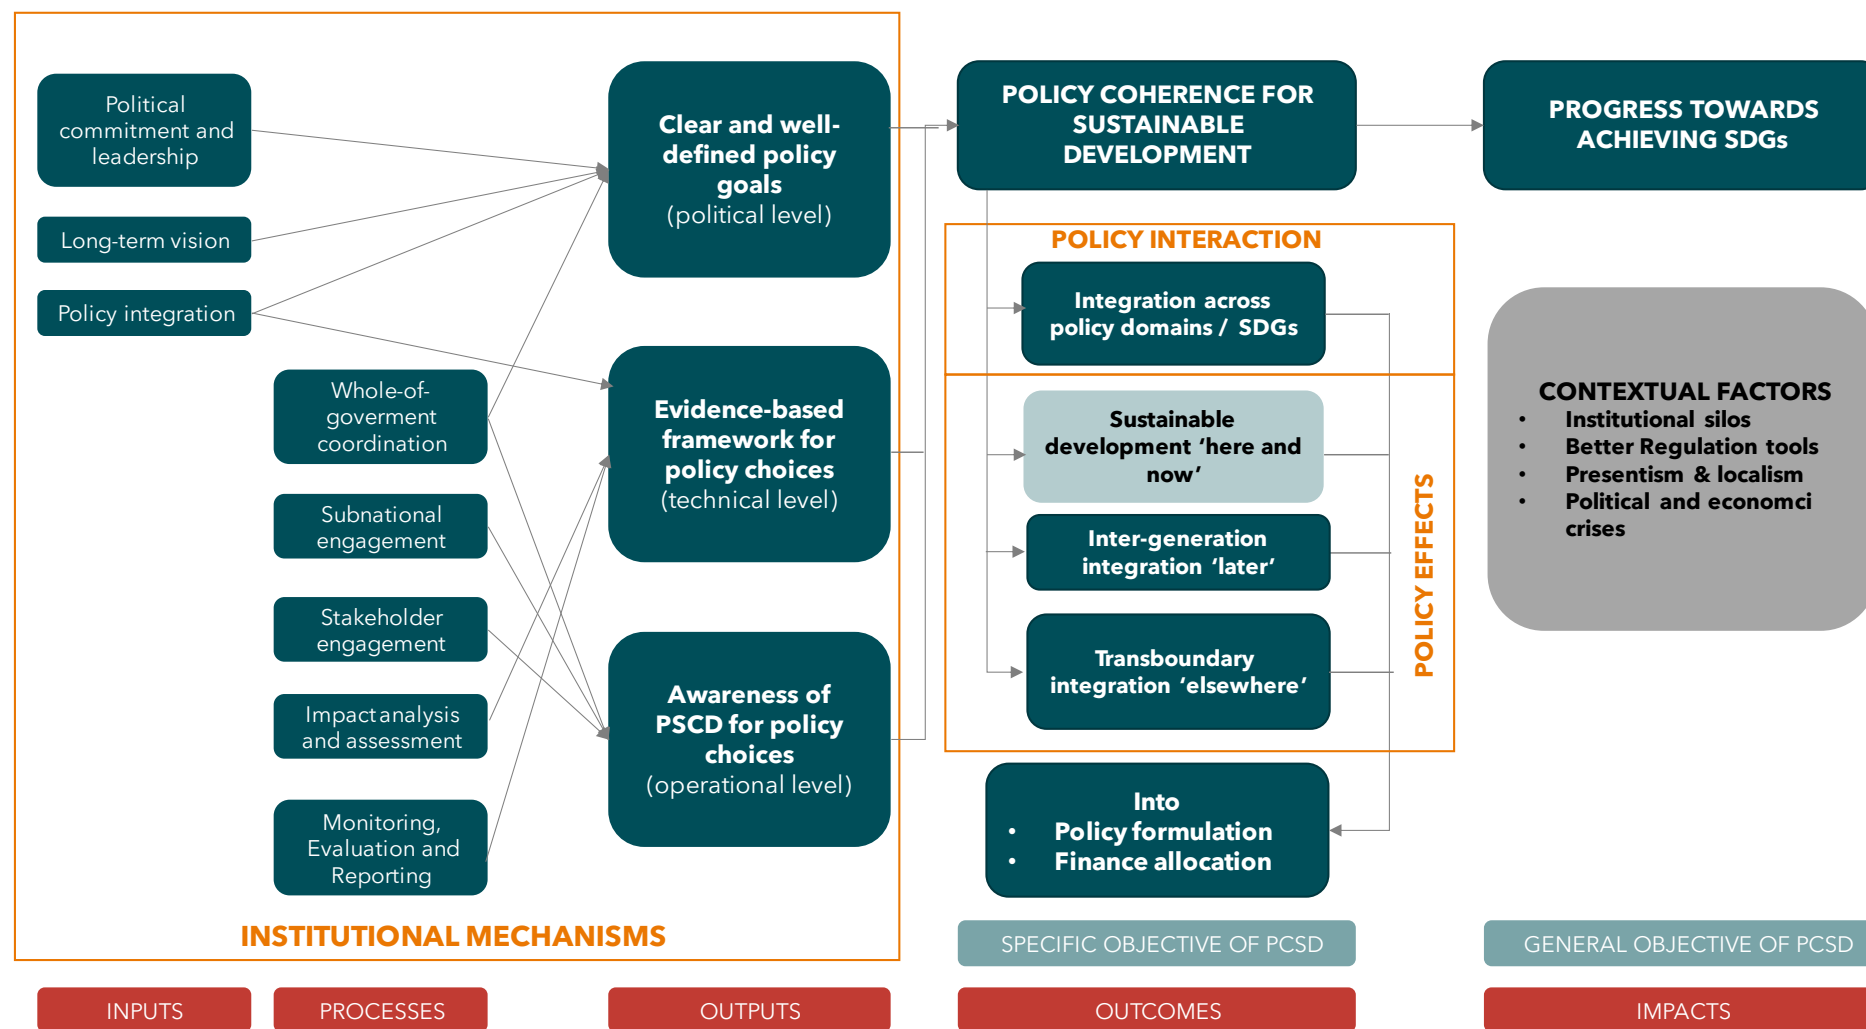 Political
commitment and
leadership
Long-term vision
Policy integration
Whole-of-
goverment
coordination
Subnational
engagement
Stakeholder
engagement
Impact analysis
and assessment
Monitoring,
Evaluation and
Reporting
Clear and well-
defined policy
goals
(political level)
Evidence-based
framework for
policy choices
(technical level)
Awareness of
PSCD for policy
choices
(operational level)
INSTITUTIONAL MECHANISMS
POLICY COHERENCE FOR
SUSTAINABLE
DEVELOPMENT
POLICY INTERACTION
Integration across
policy domains / SDGs
Sustainable
development ‘here and
now’
Inter-generation
integration ‘later’
Transboundary
integration ‘elsewhere’
POLICY EFFECTS
Into
• Policy formulation
• Finance allocation
PROGRESS TOWARDS
ACHIEVING SDGs
CONTEXTUAL FACTORS
• Institutional silos
• Better Regulation tools
• Presentism & localism
• Political and economci
crises
SPECIFIC OBJECTIVE OF PCSD
GENERAL OBJECTIVE OF PCSD
INPUTS
PROCESSES
OUTPUTS
OUTCOMES
IMPACTS